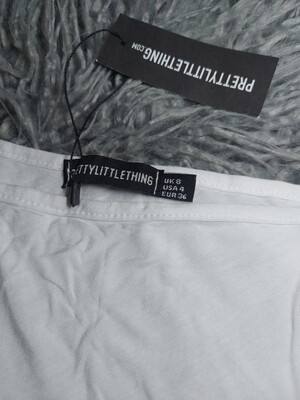 PRETTYLITTLETHING
.COM
ETTYLITTLETHING
UK 8
USA 4
EUR 36